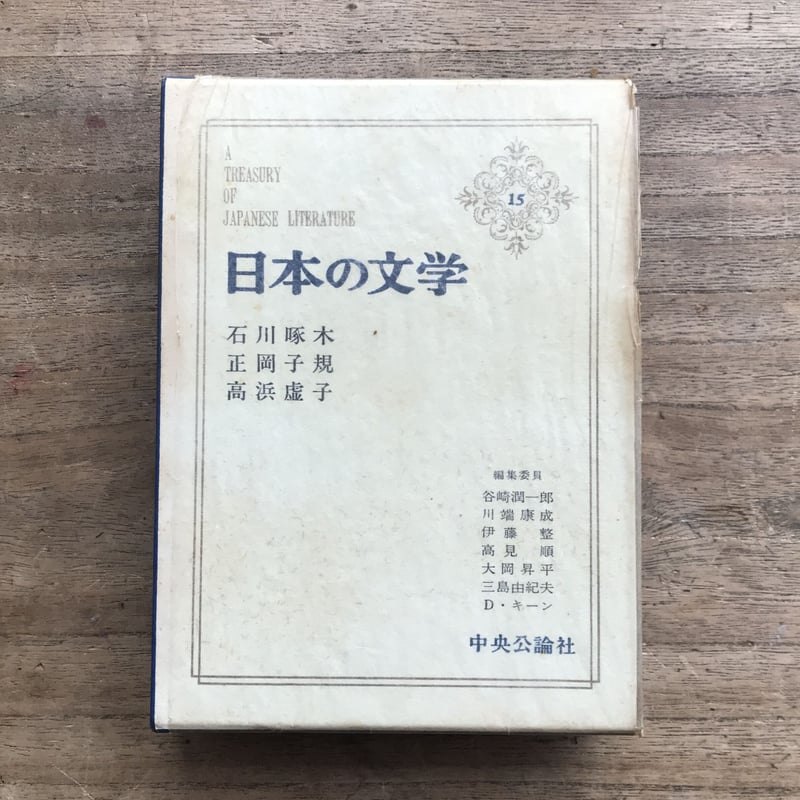 A
TREASURY
OF
JAPANESE LITERATURE
15
日本の文学
石川啄木
正岡子規
高浜虚子
編集委員
谷崎潤一郎
川端康成
伊藤整
高見順
大岡昇平
三島由紀夫
D・キーン
中央公論社